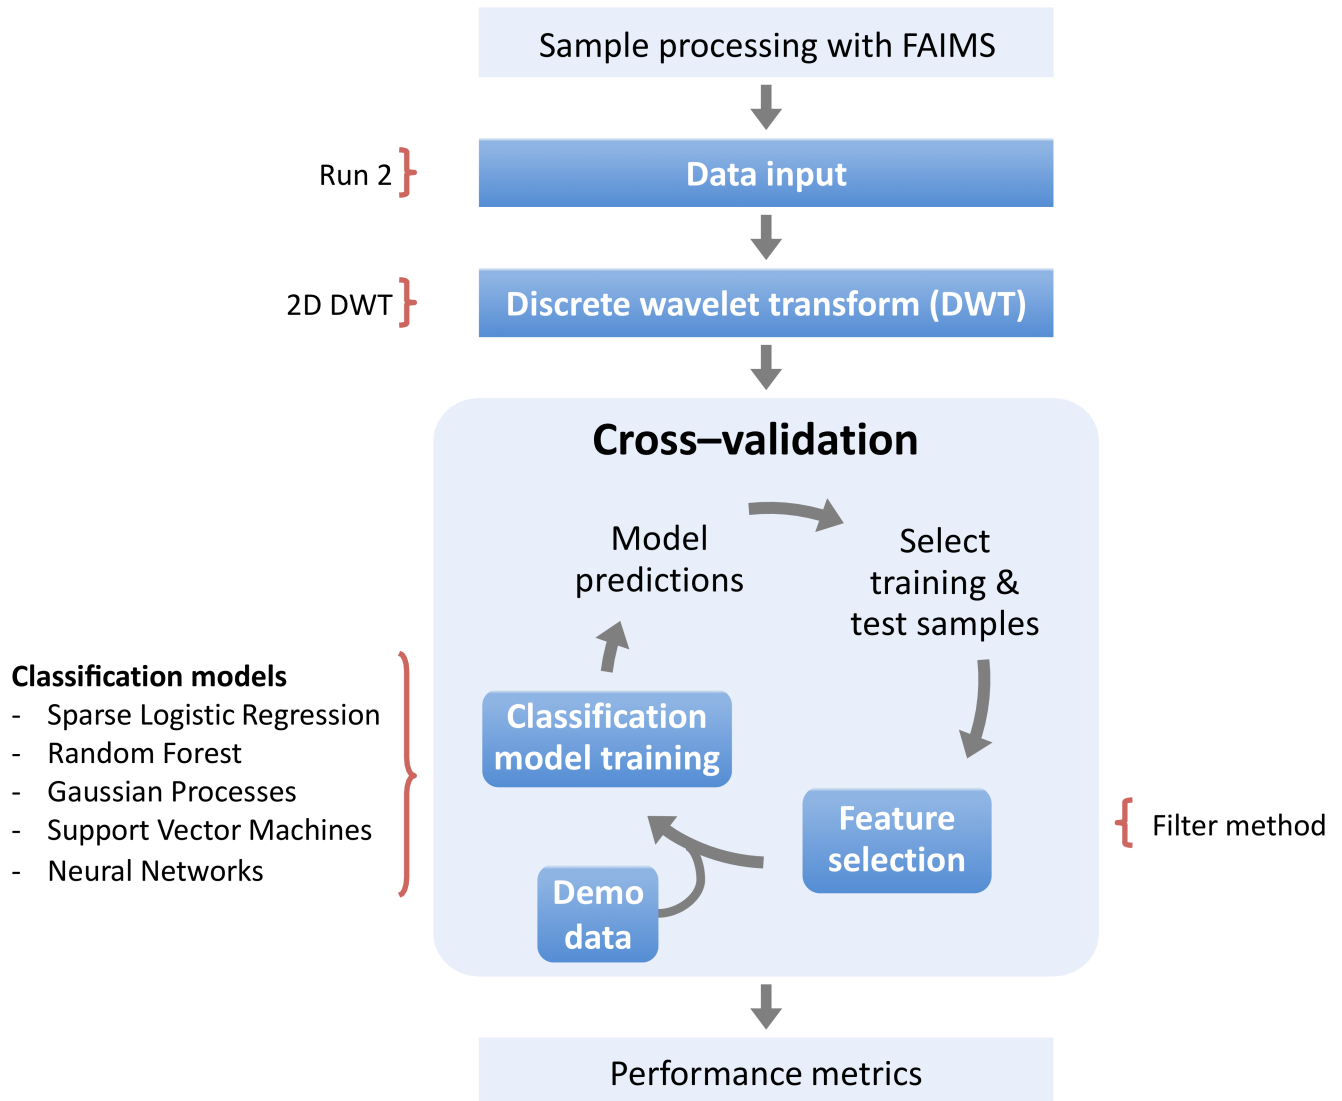 Sample processing with FAIMS
Run 2
Data input
2D DWT
Discrete wavelet transform (DWT)
Cross–validation
Model
predictions
Select
training &
test samples
Classification models
- Sparse Logistic Regression
- Random Forest
- Gaussian Processes
- Support Vector Machines
- Neural Networks
Classification
model training
Feature
selection
Filter method
Demo
data
Performance metrics